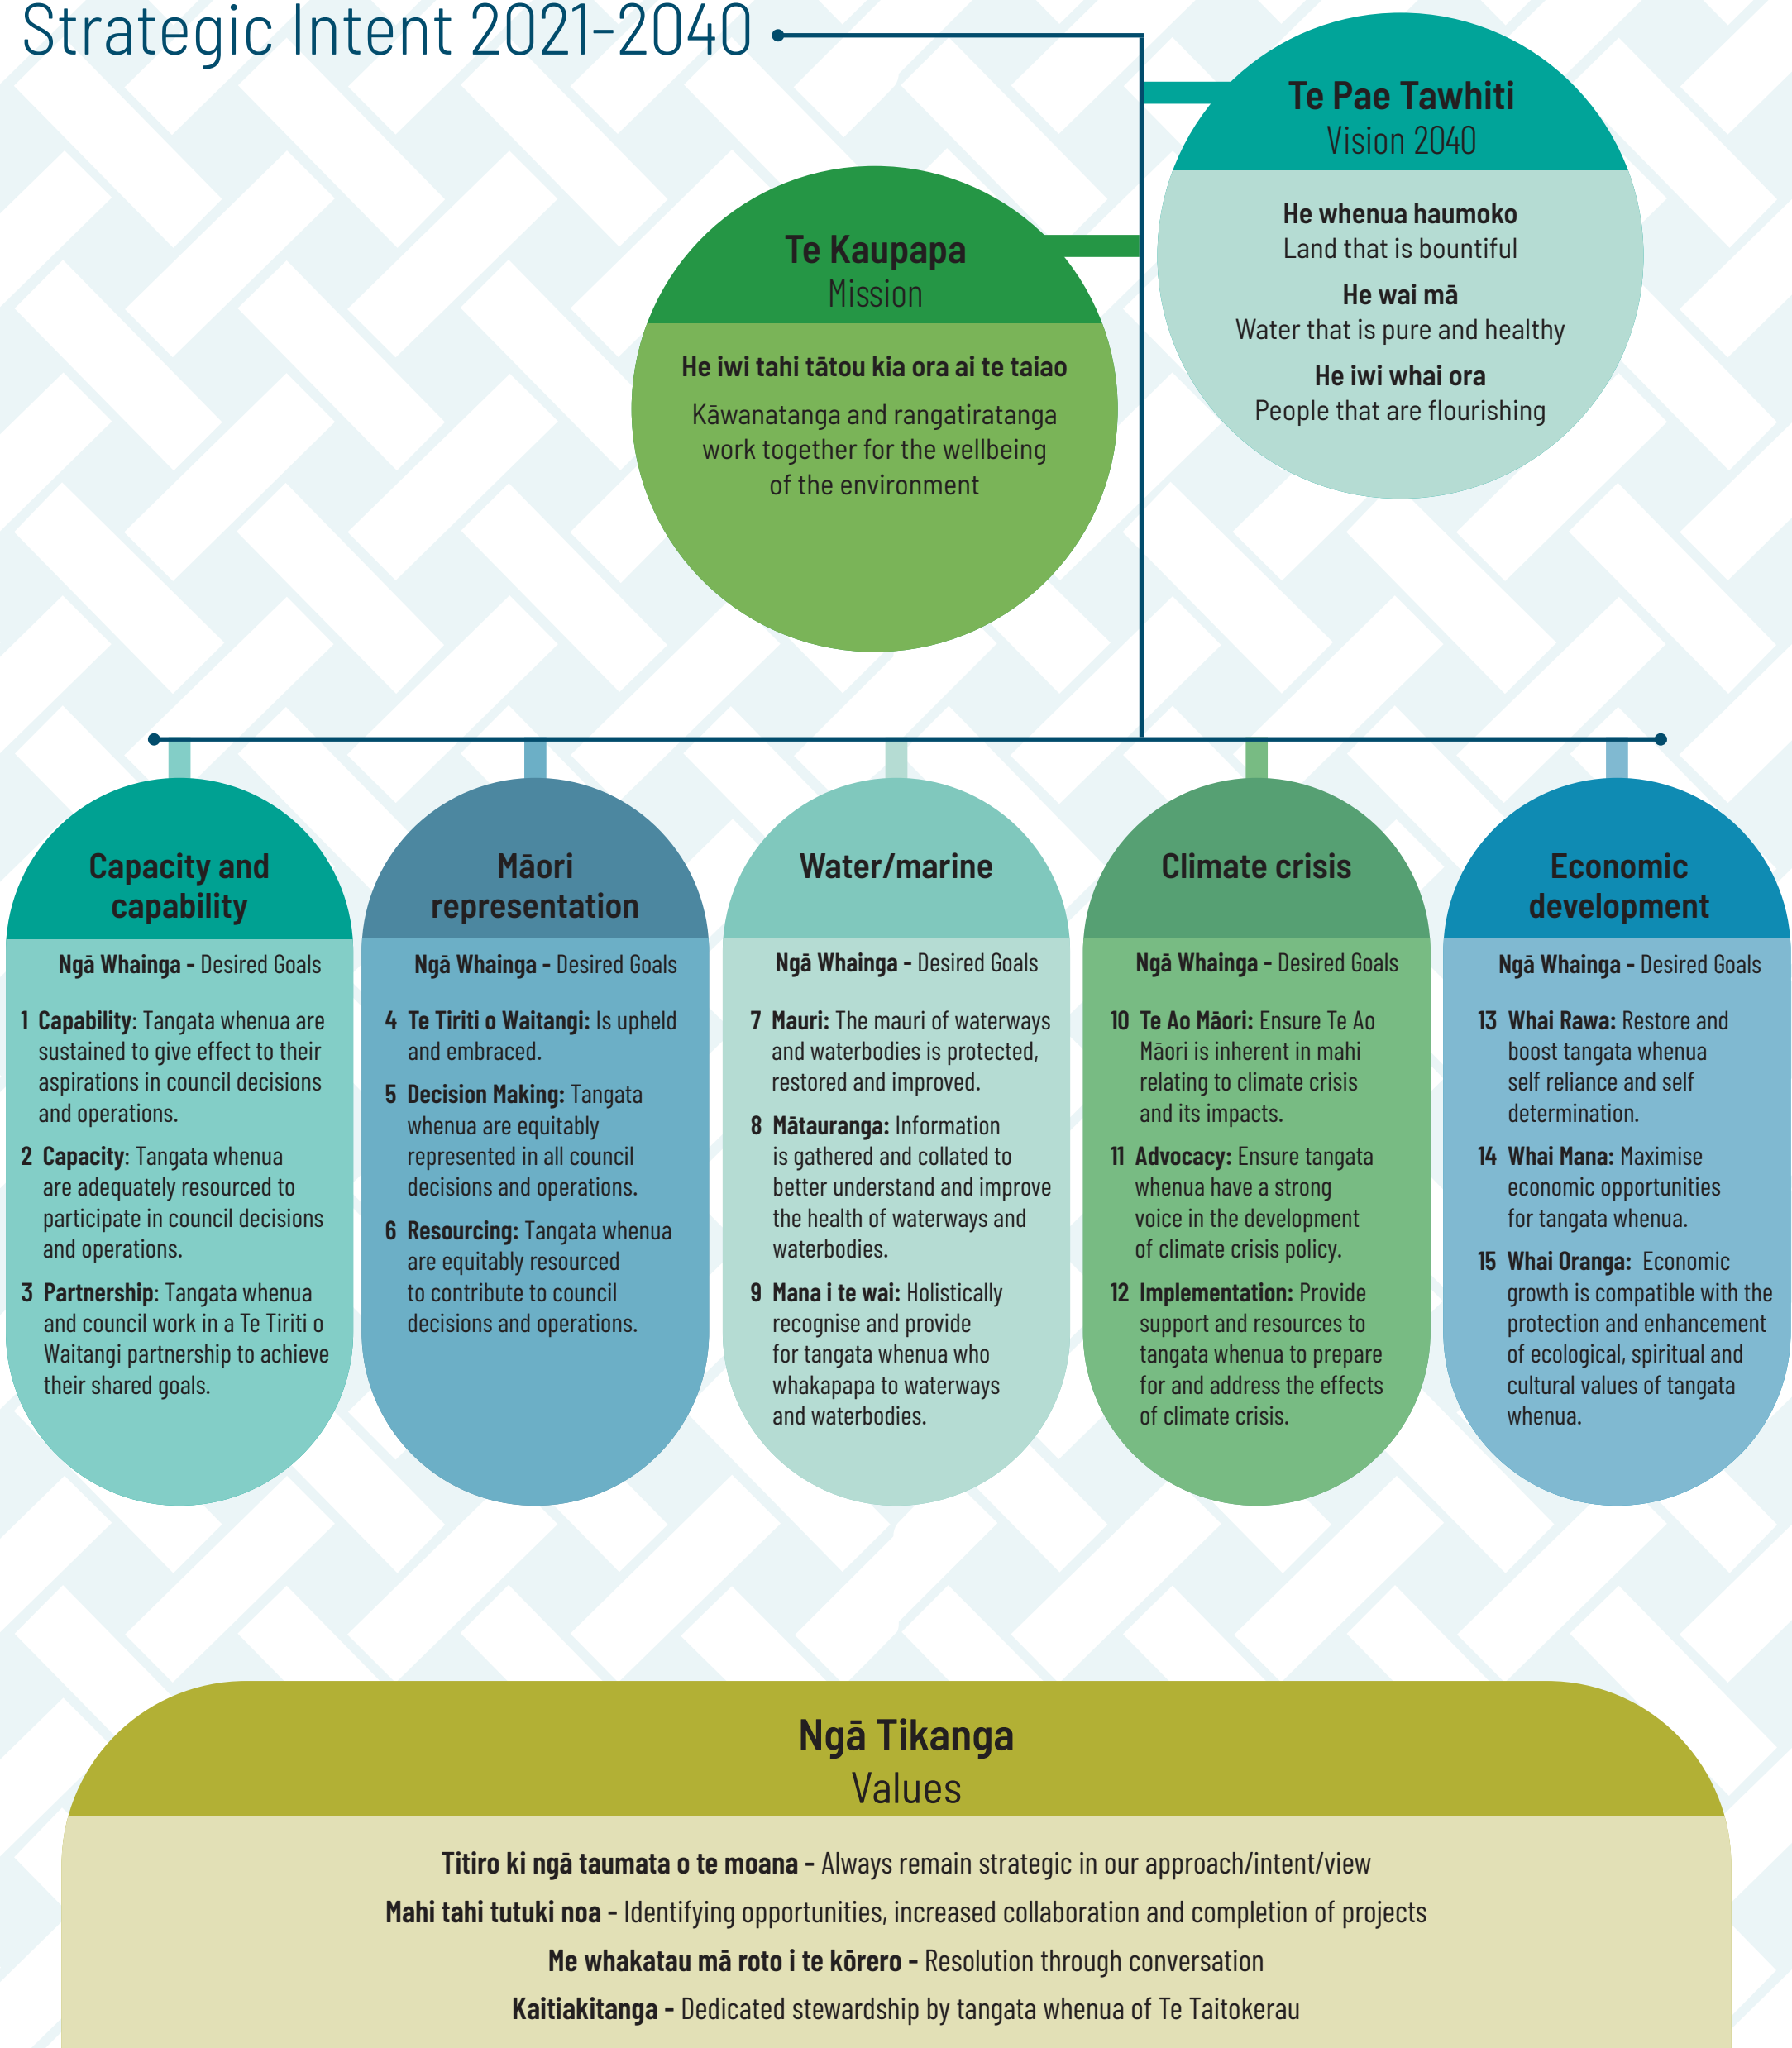 Strategic Intent 2021-2040
Te Pae Tawhiti
Vision 2040
He whenua haumoko
Land that is bountiful
He wai mā
Water that is pure and healthy
He iwi whai ora
People that are flourishing
Te Kaupapa
Mission
He iwi tahi tātou kia ora ai te taiao
Kāwanatanga and rangatiratanga
work together for the wellbeing
of the environment
Capacity and
capability
Ngā Whainga - Desired Goals
1 Capability: Tangata whenua are
sustained to give effect to their
aspirations in council decisions
and operations.
2 Capacity: Tangata whenua
are adequately resourced to
participate in council decisions
and operations.
3 Partnership: Tangata whenua
and council work in a Te Tiriti o
Waitangi partnership to achieve
their shared goals.
Māori
representation
Ngā Whainga - Desired Goals
4 Te Tiriti o Waitangi: Is upheld
and embraced.
5 Decision Making: Tangata
whenua are equitably
represented in all council
decisions and operations.
6 Resourcing: Tangata whenua
are equitably resourced
to contribute to council
decisions and operations.
Water/marine
Ngā Whainga - Desired Goals
7 Mauri: The mauri of waterways
and waterbodies is protected,
restored and improved.
8 Mātauranga: Information
is gathered and collated to
better understand and improve
the health of waterways and
waterbodies.
9 Mana i te wai: Holistically
recognise and provide
for tangata whenua who
whakapapa to waterways
and waterbodies.
Climate crisis
Ngā Whainga - Desired Goals
10 Te Ao Māori: Ensure Te Ao
Māori is inherent in mahi
relating to climate crisis
and its impacts.
11 Advocacy: Ensure tangata
whenua have a strong
voice in the development
of climate crisis policy.
12 Implementation: Provide
support and resources to
tangata whenua to prepare
for and address the effects
of climate crisis.
Economic
development
Ngā Whainga - Desired Goals
13 Whai Rawa: Restore and
boost tangata whenua
self reliance and self
determination.
14 Whai Mana: Maximise
economic opportunities
for tangata whenua.
15 Whai Oranga: Economic
growth is compatible with the
protection and enhancement
of ecological, spiritual and
cultural values of tangata
whenua.
Ngā Tikanga
Values
Titiro ki ngā taumata o te moana - Always remain strategic in our approach/intent/view
Mahi tahi tutuki noa - Identifying opportunities, increased collaboration and completion of projects
Me whakatau mā roto i te kōrero - Resolution through conversation
Kaitiakitanga - Dedicated stewardship by tangata whenua of Te Taitokerau